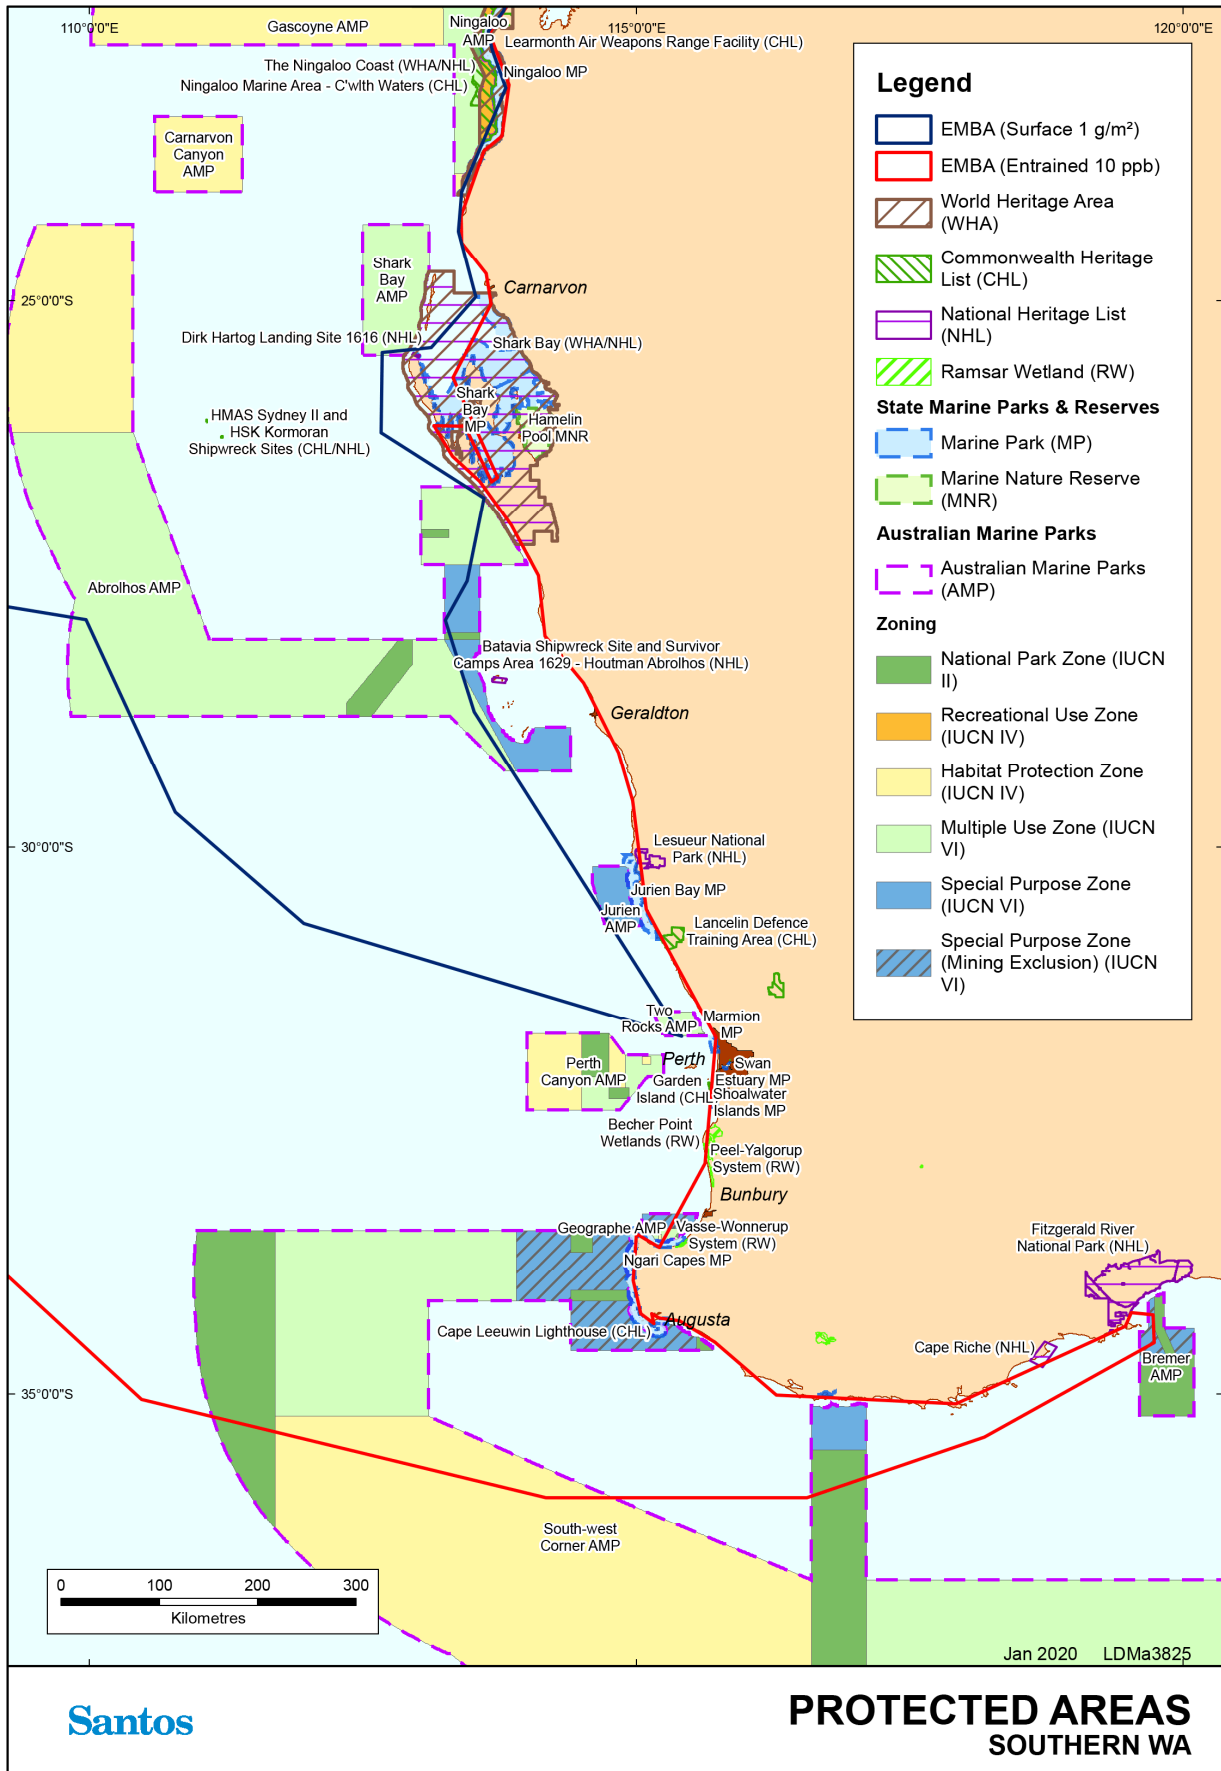 110°0'0"E
115°0'0"E
120°0'0"E
Gascoyne AMP
Ningaloo
AMP
Learmonth Air Weapons Range Facility (CHL)
The Ningaloo Coast (WHA/NHL)
Ningaloo MP
Ningaloo Marine Area - C'wlth Waters (CHL)
Carnarvon
Canyon
AMP
Shark
Bay
AMP
Carnarvon
25°0'0"S
Dirk Hartog Landing Site 1616 (NHL)
Shark Bay (WHA/NHL)
Shark
Bay
MP
Hamelin
Pool MNR
HMAS Sydney II and
HSK Kormoran
Shipwreck Sites (CHL/NHL)
Abrolhos AMP
Batavia Shipwreck Site and Survivor
Camps Area 1629 - Houtman Abrolhos (NHL)
Geraldton
30°0'0"S
Lesueur National
Park (NHL)
Jurien Bay MP
Jurien
AMP
Lancelin Defence
Training Area (CHL)
Two
Rocks AMP
Marmion
MP
Perth
Canyon AMP
Perth
Swan
Estuary MP
Garden
Island (CHL)
Shoalwater
Islands MP
Becher Point
Wetlands (RW)
Peel-Yalgorup
System (RW)
Bunbury
Geographe AMP
Vasse-Wonnerup
System (RW)
Ngari Capes MP
Fitzgerald River
National Park (NHL)
Augusta
Cape Leeuwin Lighthouse (CHL)
Cape Riche (NHL)
Bremer
AMP
35°0'0"S
South-west
Corner AMP
0
100
200
300
Kilometres
Jan 2020
LDMa3825
Legend
EMBA (Surface 1 g/m²)
EMBA (Entrained 10 ppb)
World Heritage Area
(WHA)
Commonwealth Heritage
List (CHL)
National Heritage List
(NHL)
Ramsar Wetland (RW)
State Marine Parks & Reserves
Marine Park (MP)
Marine Nature Reserve
(MNR)
Australian Marine Parks
Australian Marine Parks
(AMP)
Zoning
National Park Zone (IUCN
II)
Recreational Use Zone
(IUCN IV)
Habitat Protection Zone
(IUCN IV)
Multiple Use Zone (IUCN
VI)
Special Purpose Zone
(IUCN VI)
Special Purpose Zone
(Mining Exclusion) (IUCN
VI)
Santos
PROTECTED AREAS
SOUTHERN WA